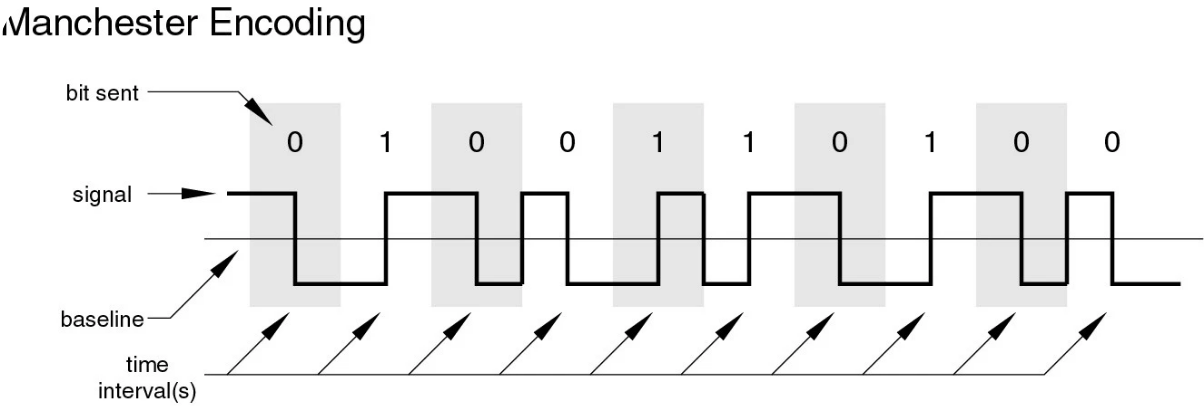 Manchester Encoding
bit sent
0 1 0 0 1 1 0 1 0 0
signal
baseline
time
interval(s)